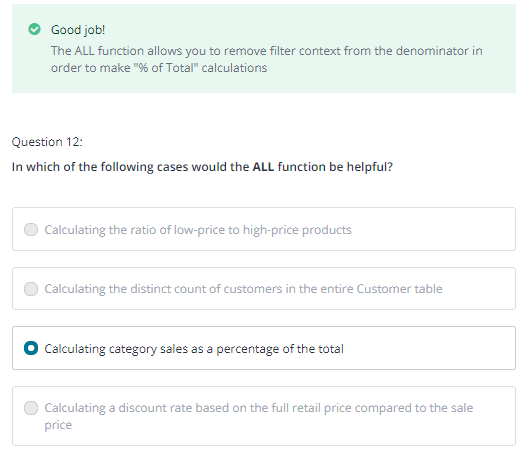 Good job!
The ALL function allows you to remove filter context from the denominator in
order to make "% of Total" calculations
Question 12:
In which of the following cases would the ALL function be helpful?
Calculating the ratio of low-price to high-price products
Calculating the distinct count of customers in the entire Customer table
Calculating category sales as a percentage of the total
Calculating a discount rate based on the full retail price compared to the sale
price